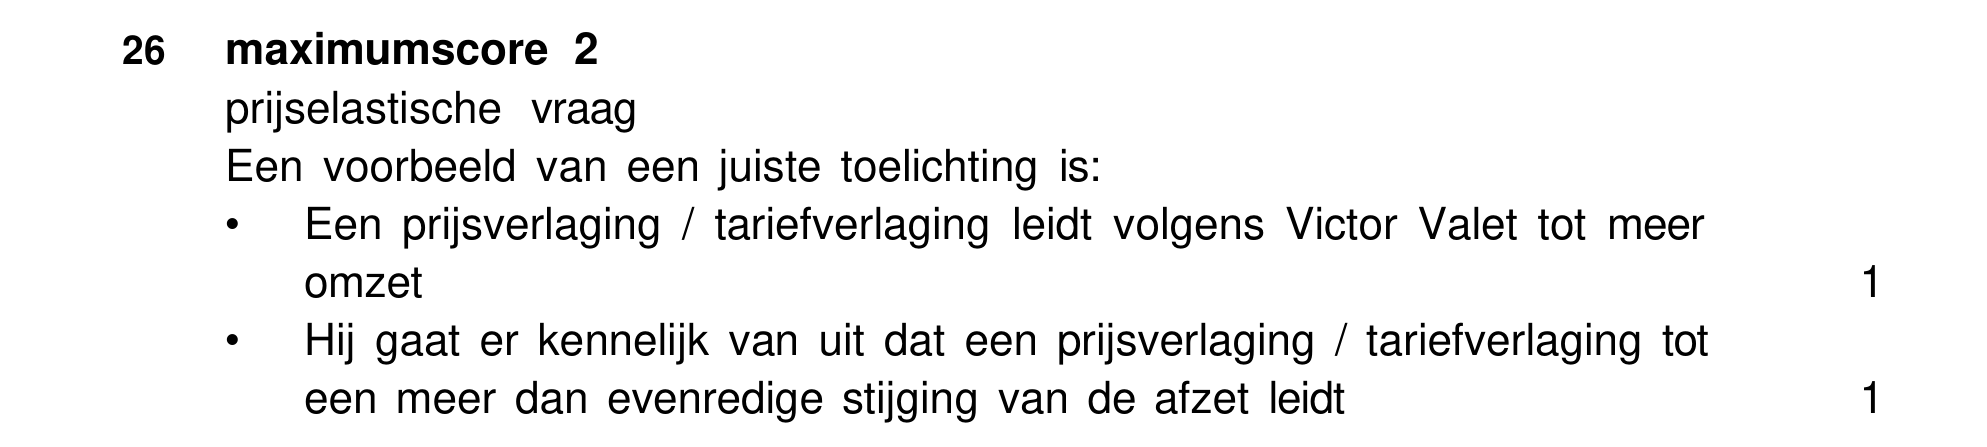 26 maximumscore 2
prijselastische vraag
Een voorbeeld van een juiste toelichting is:
• Een prijsverlaging / tariefverlaging leidt volgens Victor Valet tot meer
omzet 1
• Hij gaat er kennelijk van uit dat een prijsverlaging / tariefverlaging tot
een meer dan evenredige stijging van de afzet leidt 1